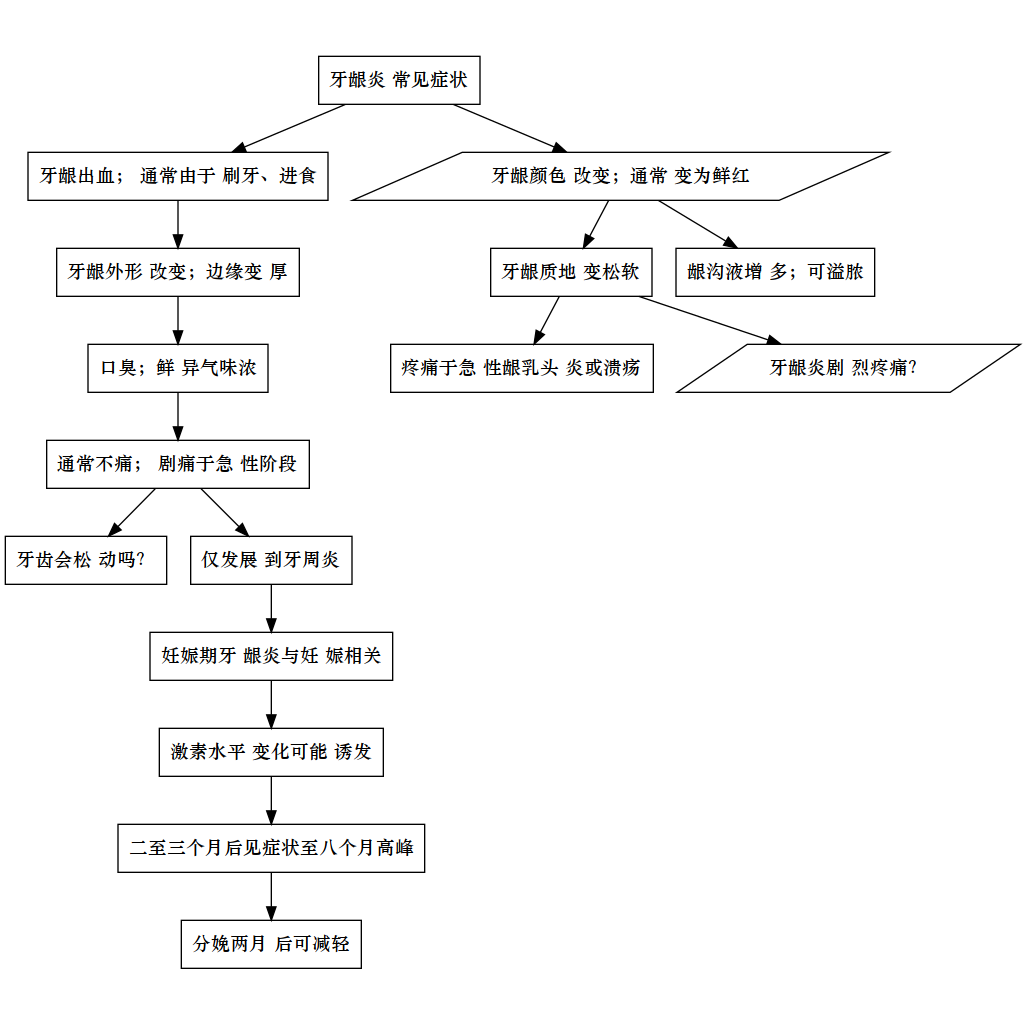 牙龈炎 常见症状
牙龈出血； 通常由于 刷牙、进食
牙龈颜色 改变；通常 变为鲜红
牙龈外形 改变；边缘变 厚
牙龈质地 变松软
龈沟液增 多；可溢脓
口臭；鲜 异气味浓
疼痛于急 性龈乳头 炎或溃疡
牙龈炎剧 烈疼痛？
通常不痛； 剧痛于急 性阶段
牙齿会松 动吗？
仅发展 到牙周炎
妊娠期牙 龈炎与妊 娠相关
激素水平 变化可能 诱发
二至三个月后见症状至八个月高峰
分娩两月 后可减轻